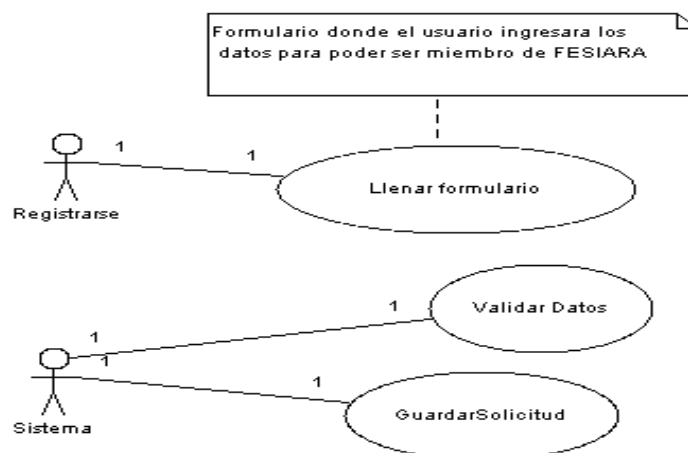 Formulario donde el usuario ingresara los
datos para poder ser miembro de FESIARA
1
1
Llenar formulario
Registrarse
1
Validar Datos
1
1
1
GuardarSolicitud
Sistema